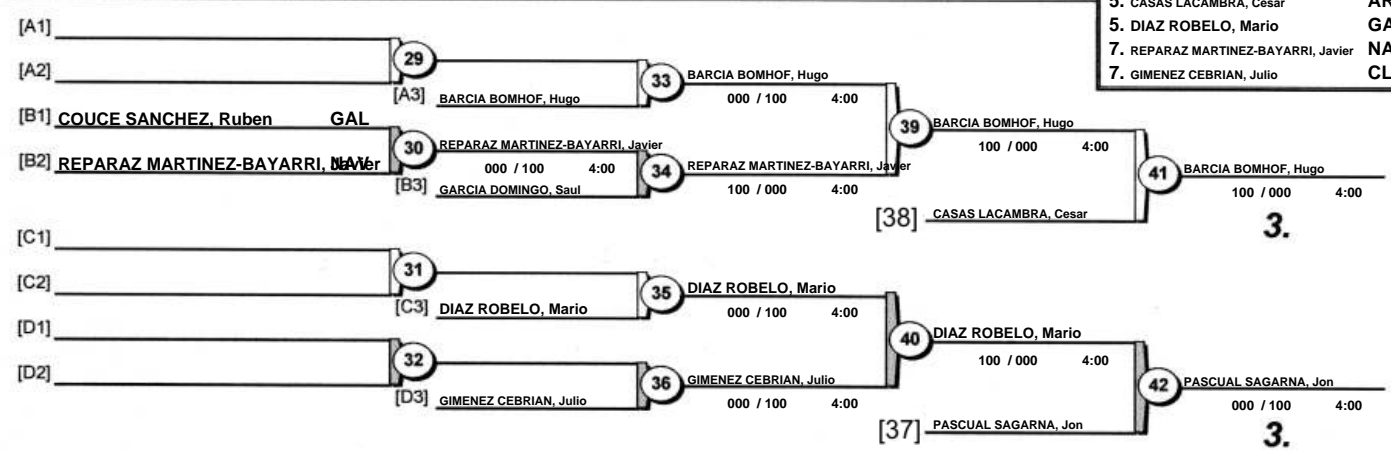 5. CASAS LACAMBRA, Cesar AR
5. DIAZ ROBELO, Mario GA
7. REPARAZ MARTINEZ-BAYARRI, Javier NA
7. GIMENEZ CEBRIAN, Julio CL
[A1]
29
[A2]
33 BARCIA BOMHOF, Hugo
[A3] BARCIA BOMHOF, Hugo
000 / 100 4:00
[B1] COUCE SANCHEZ, Ruben GAL
39 BARCIA BOMHOF, Hugo
30 REPARAZ MARTINEZ-BAYARRI, Javier
100 / 000 4:00
[B2] REPARAZ MARTINEZ-BAYARRI, Javier NAV
000 / 100 4:00
34 REPARAZ MARTINEZ-BAYARRI, Javier
41 BARCIA BOMHOF, Hugo
[B3] GARCIA DOMINGO, Saul
100 / 000 4:00
100 / 000 4:00
[38] CASAS LACAMBRA, Cesar
3.
[C1]
31
[C2]
35 DIAZ ROBELO, Mario
[C3] DIAZ ROBELO, Mario
000 / 100 4:00
[D1]
40 DIAZ ROBELO, Mario
32
100 / 000 4:00
[D2]
36 GIMENEZ CEBRIAN, Julio
42 PASCUAL SAGARNA, Jon
[D3] GIMENEZ CEBRIAN, Julio
000 / 100 4:00
000 / 100 4:00
[37] PASCUAL SAGARNA, Jon
3.